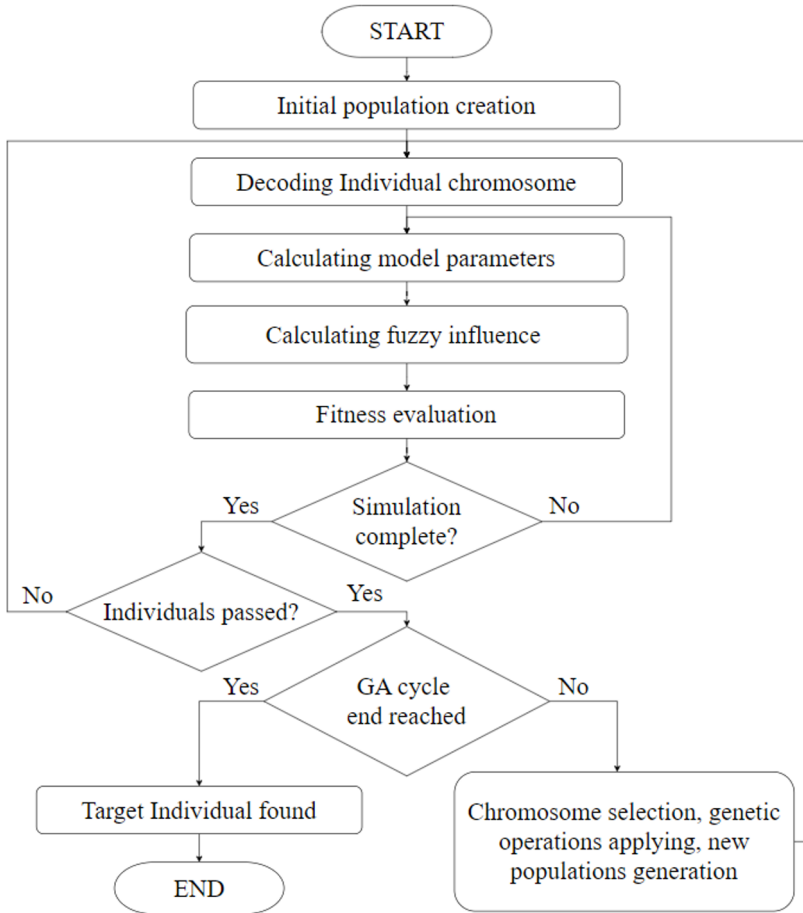 START
Initial population creation
Decoding Individual chromosome
Calculating model parameters
Calculating fuzzy influence
Fitness evaluation
Yes
Simulation
complete?
No
No
Individuals passed?
Yes
Yes
GA cycle
end reached
No
Target Individual found
Chromosome selection, genetic
operations applying, new
populations generation
END